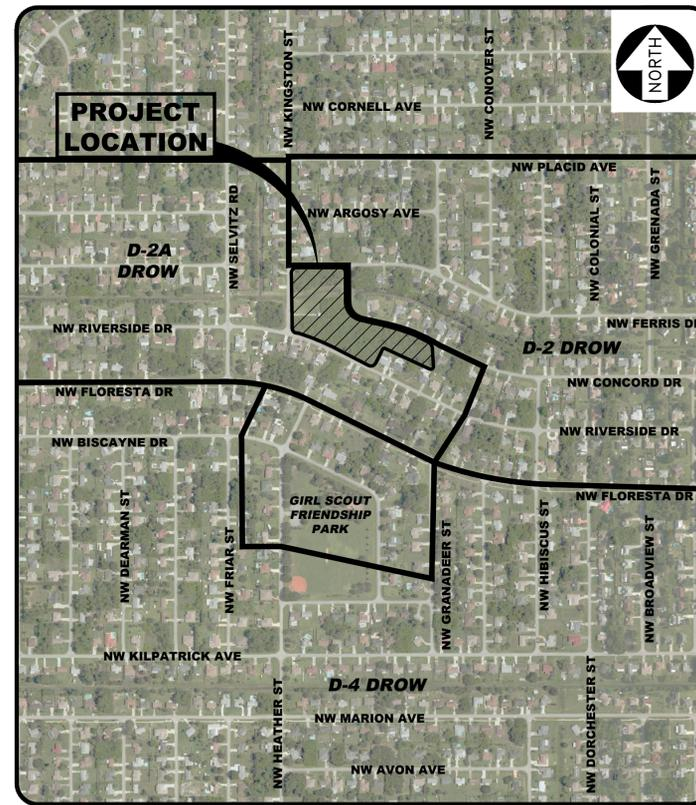 NW KINGSTON ST
NW CONOVER ST
NORTH
NW CORNELL AVE
PROJECT
LOCATION
NW PLACID AVE
NW SELVITZ RD
NW ARGOSY AVE
NW COLONIAL ST
NW GRENADA ST
D-2A
DROW
NW RIVERSIDE DR
NW FERRIS D
D-2 DROW
NW FLORESTA DR
NW CONCORD DR
NW BISCAYNE DR
NW RIVERSIDE DR
NW FLORESTA DR
NW DEARMAN ST
NW FRIAR ST
GIRL SCOUT
FRIENDSHIP
PARK
NW GRANADEER ST
NW HIBISCUS ST
NW BROADVIEW ST
NW KILPATRICK AVE
D-4 DROW
NW HEATHER ST
NW MARION AVE
NW DORCHESTER ST
NW AVON AVE